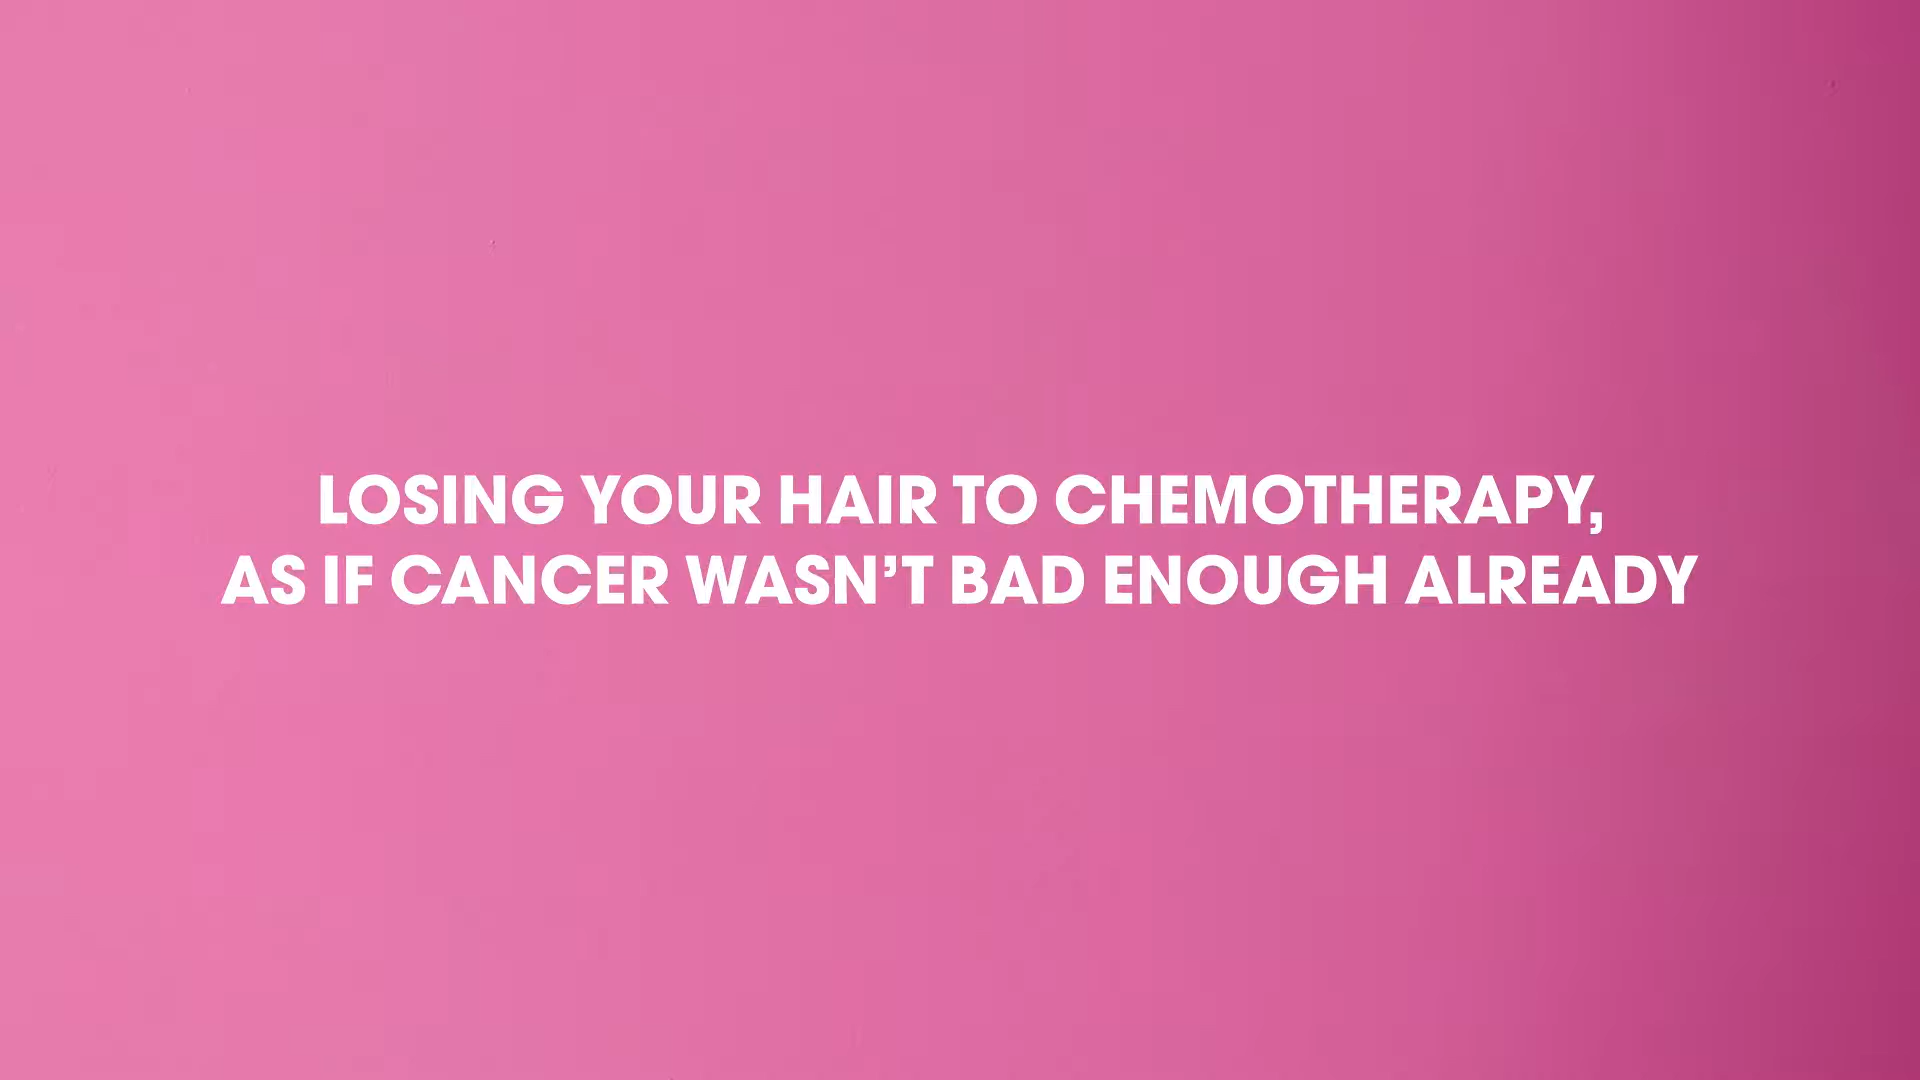 LOSING YOUR HAIR TO CHEMOTHERAPY,
AS IF CANCER WASN’T BAD ENOUGH ALREADY